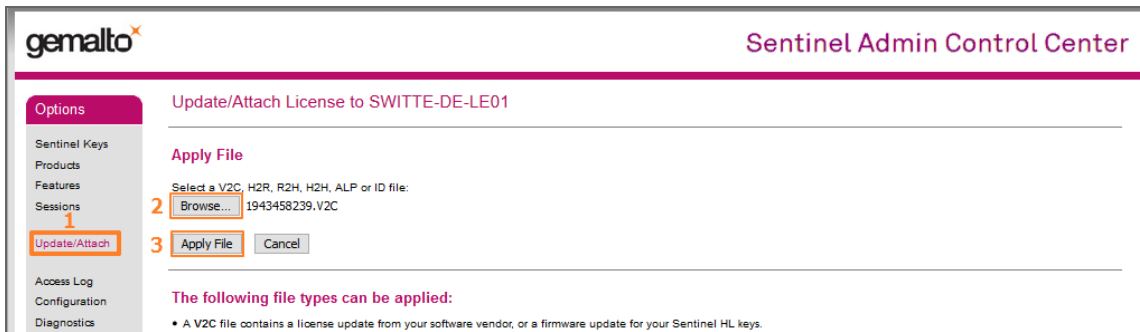 gemalto
Sentinel Admin Control Center
Options
Sentinel Keys
Products
Features
Sessions
1
Update/Attach
Access Log
Configuration
Diagnostics
Update/Attach License to SWITTE-DE-LE01
Apply File
Select a V2C, H2R, R2H, H2H, ALP or ID file:
2 Browse... 1943458239.V2C
3 Apply File Cancel
The following file types can be applied:
• A V2C file contains a license update from your software vendor, or a firmware update for your Sentinel HL keys.